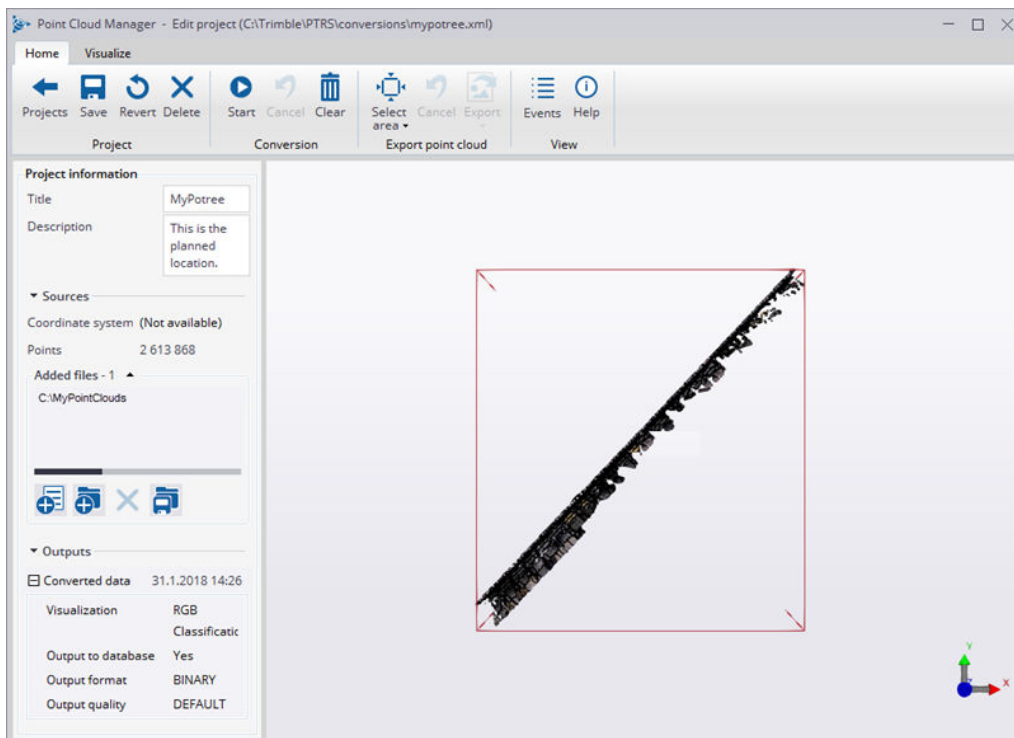 Point Cloud Manager - Edit project (C:\Trimble\PTRS\conversions\mypotree.xml)
Home Visualize
Projects Save Revert Delete Start Cancel Clear Select area Cancel Export Events Help
Project Conversion Export point cloud View
Project information
Title MyPotree
Description This is the
planned
location.
Sources
Coordinate system (Not available)
Points 2 613 868
Added files - 1
C:\MyPointClouds
Outputs
Converted data 31.1.2018 14:26
Visualization RGB
Classificatic
Output to database Yes
Output format BINARY
Output quality DEFAULT
Y
Z
X